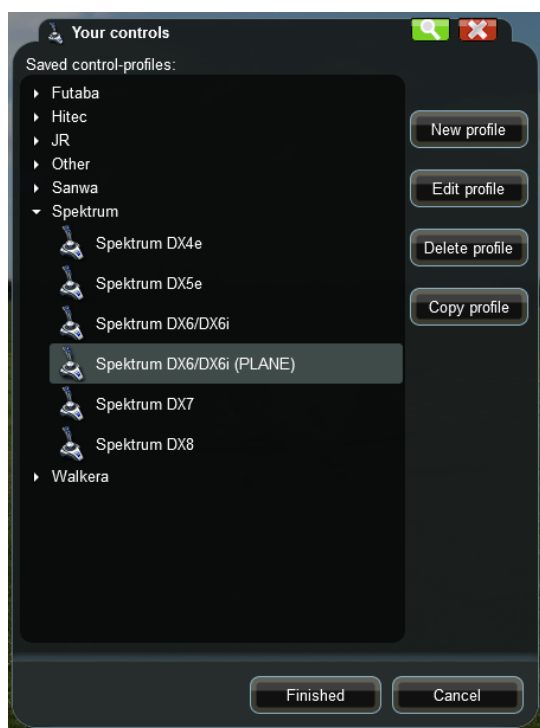 Your controls
Saved control-profiles:
Futaba
Hitec
JR
Other
Sanwa
Spektrum
Spektrum DX4e
Spektrum DX5e
Spektrum DX6/DX6i
Spektrum DX6/DX6i (PLANE)
Spektrum DX7
Spektrum DX8
Walkera
New profile
Edit profile
Delete profile
Copy profile
Finished
Cancel